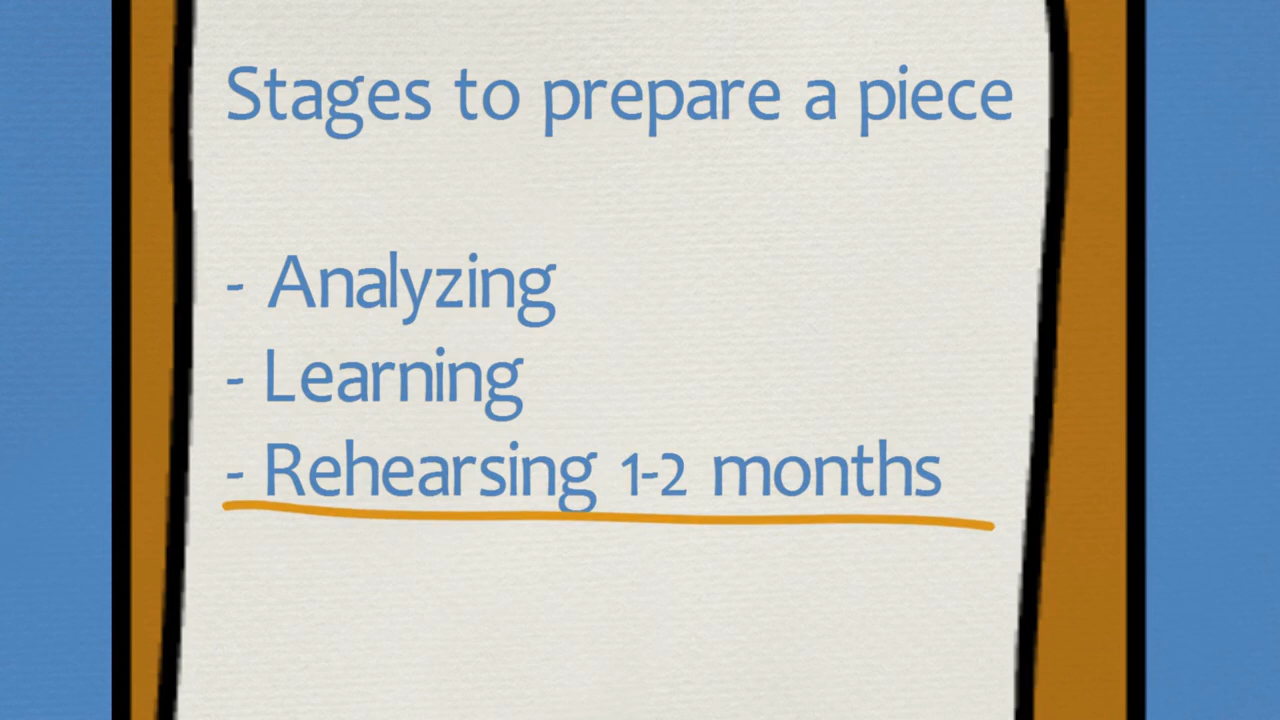 Stages to prepare a piece
- Analyzing
- Learning
- Rehearsing 1-2 months